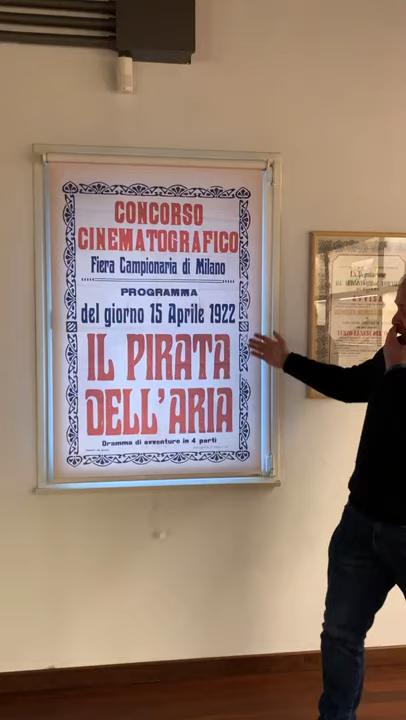 CONCORSO
CINEMATOGRAFICO
Fiera Campionaria di Milano
PROGRAMMA
del giorno 15 Aprile 1922
IL PIRATA
DELL'ARIA
Dramma di avventure in 4 parti